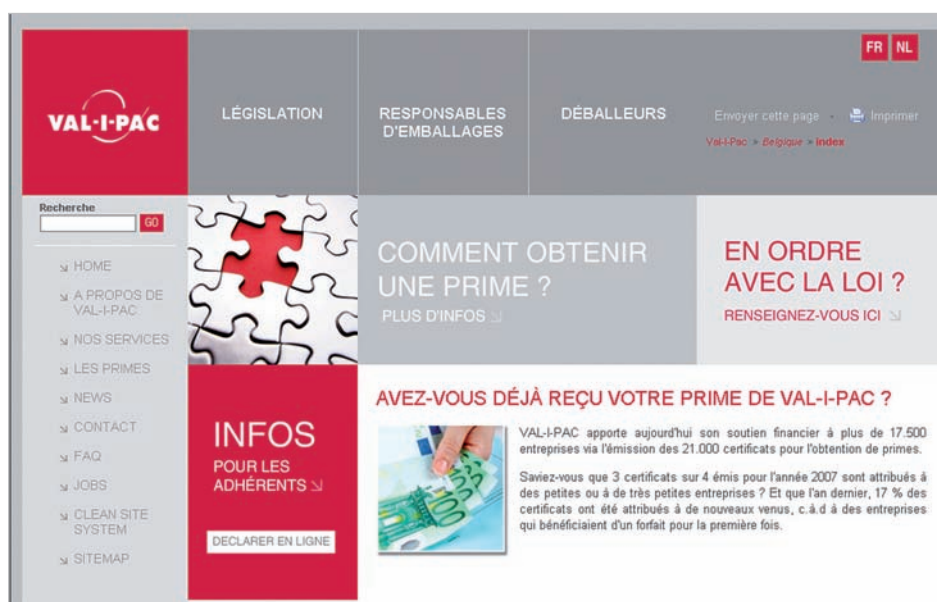 FR NL
VAL-I-PAC
LÉGISLATION
RESPONSABLES
D'EMBALLAGES
DÉBALLEURS
Envoyer cette page - Imprimer
Val-I-Pac > Belgique > Index
Recherche
GO
HOME
A PROPOS DE
VAL-I-PAC
NOS SERVICES
LES PRIMES
NEWS
CONTACT
FAQ
JOBS
CLEAN SITE
SYSTEM
SITEMAP
COMMENT OBTENIR
UNE PRIME ?
PLUS D'INFOS
EN ORDRE
AVEC LA LOI ?
RENSEIGNEZ-VOUS ICI
INFOS
POUR LES
ADHÉRENTS
DECLARER EN LIGNE
AVEZ-VOUS DÉJÀ REÇU VOTRE PRIME DE VAL-I-PAC ?
VAL-I-PAC apporte aujourd'hui son soutien financier à plus de 17.500
entreprises via l'émission des 21.000 certificats pour l'obtention de primes.
Saviez-vous que 3 certificats sur 4 émis pour l'année 2007 sont attribués à
des petites ou à de très petites entreprises ? Et que l'an dernier, 17 % des
certificats ont été attribués à de nouveaux venus, c.à.d à des entreprises
qui bénéficiaient d'un forfait pour la première fois.